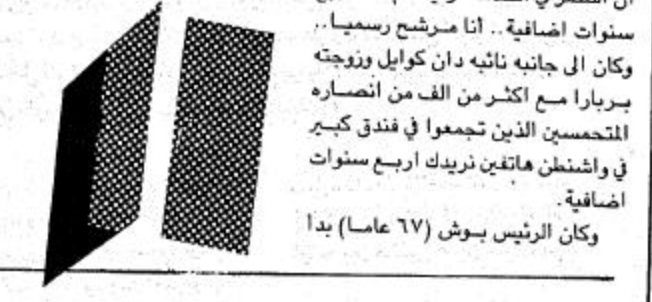 سنوات اضافية.. أنا مرشح رسميا..
وكان الى جانبه نائبه دان كوايل وزوجته
بربارا مع اكثر من الف من انصاره
المتحمسين الذين تجمعوا في فندق كبير
في واشنطن هاتفين نريدك اربع سنوات
اضافية.
وكان الرئيس بوش (٦٧ عاما) بدا